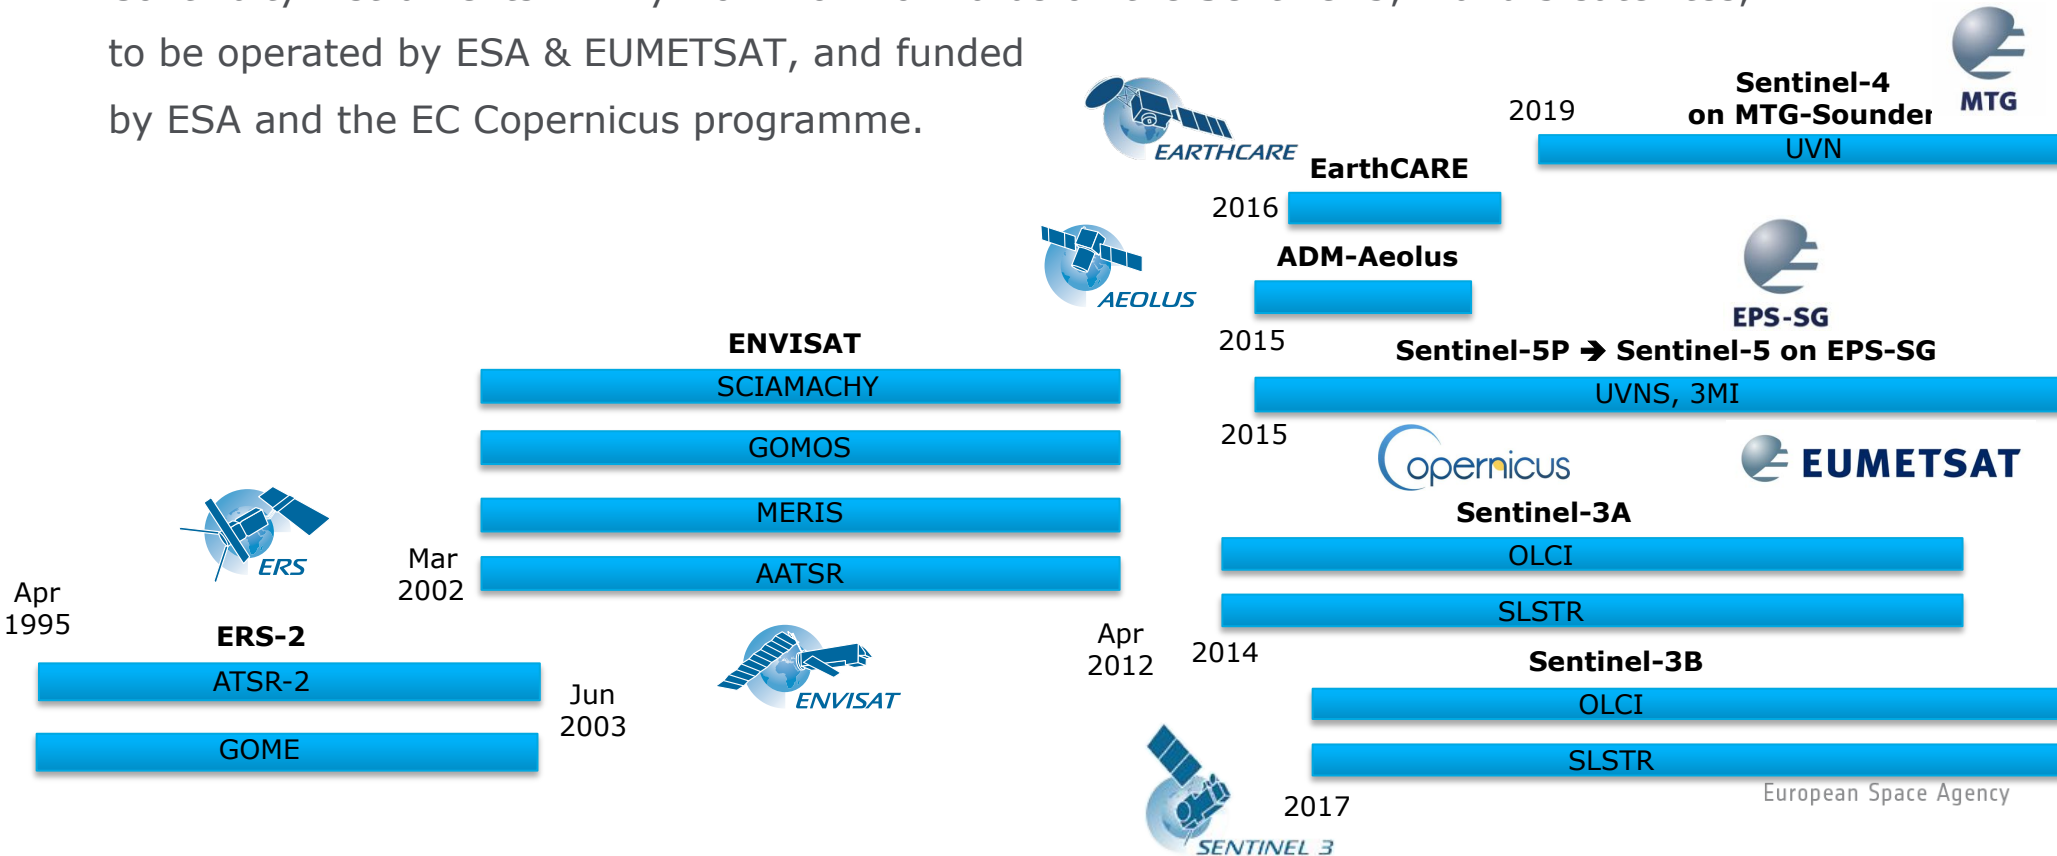 to be operated by ESA & EUMETSAT, and funded
by ESA and the EC Copernicus programme.
MTG
Sentinel-4
on MTG-Sounder
2019
UVN
EARTHCARE
EarthCARE
2016
ADM-Aeolus
AEOLUS
2015
EPS-SG
Sentinel-5P ➔ Sentinel-5 on EPS-SG
UVNS, 3MI
2015
Copernicus
EUMETSAT
ENVISAT
SCIAMACHY
GOMOS
MERIS
AATSR
Mar
2002
Apr
2012
ENVISAT
ERS
Apr
1995
ERS-2
ATSR-2
GOME
Jun
2003
Sentinel-3A
OLCI
SLSTR
2014
Sentinel-3B
OLCI
SLSTR
2017
SENTINEL 3
European Space Agency